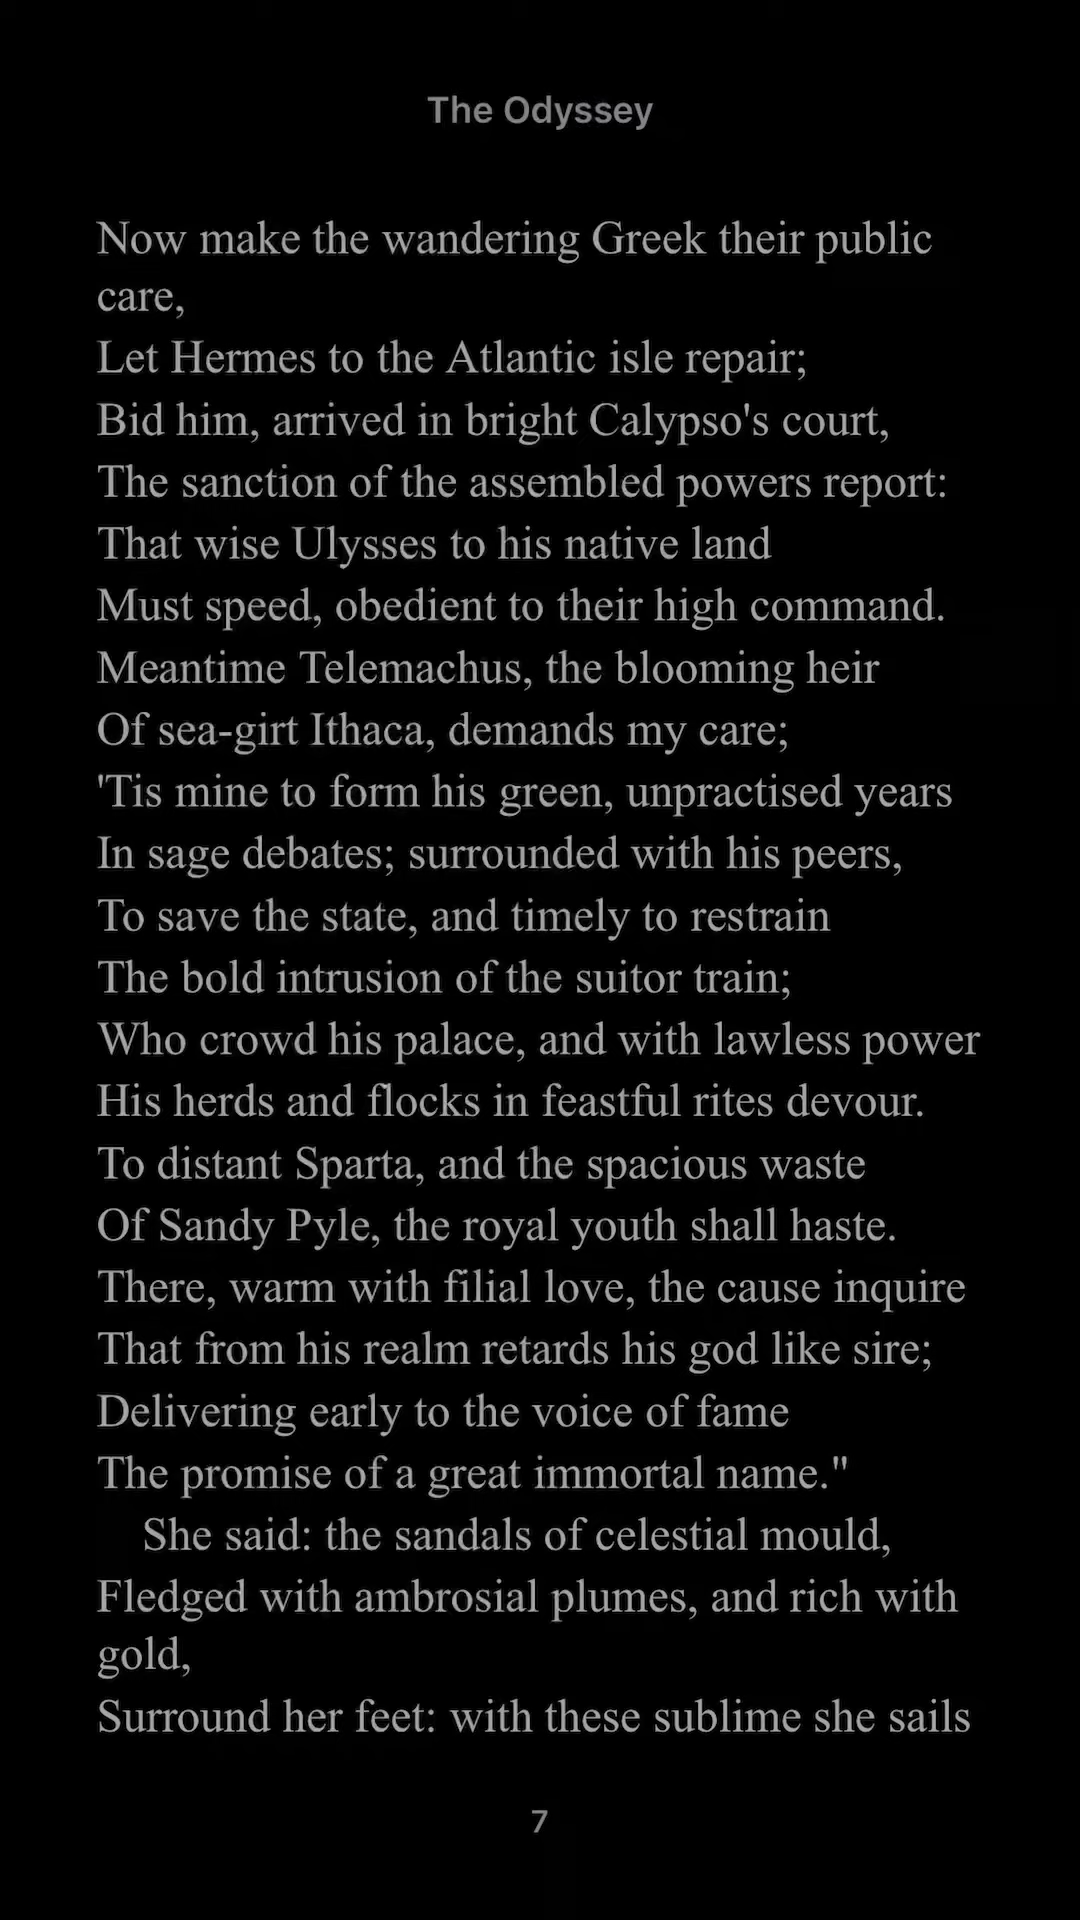 The Odyssey
Now make the wandering Greek their public
care,
Let Hermes to the Atlantic isle repair;
Bid him, arrived in bright Calypso's court,
The sanction of the assembled powers report:
That wise Ulysses to his native land
Must speed, obedient to their high command.
Meantime Telemachus, the blooming heir
Of sea-girt Ithaca, demands my care;
'Tis mine to form his green, unpractised years
In sage debates; surrounded with his peers,
To save the state, and timely to restrain
The bold intrusion of the suitor train;
Who crowd his palace, and with lawless power
His herds and flocks in feastful rites devour.
To distant Sparta, and the spacious waste
Of Sandy Pyle, the royal youth shall haste.
There, warm with filial love, the cause inquire
That from his realm retards his god like sire;
Delivering early to the voice of fame
The promise of a great immortal name."
She said: the sandals of celestial mould,
Fledged with ambrosial plumes, and rich with
gold,
Surround her feet: with these sublime she sails
7